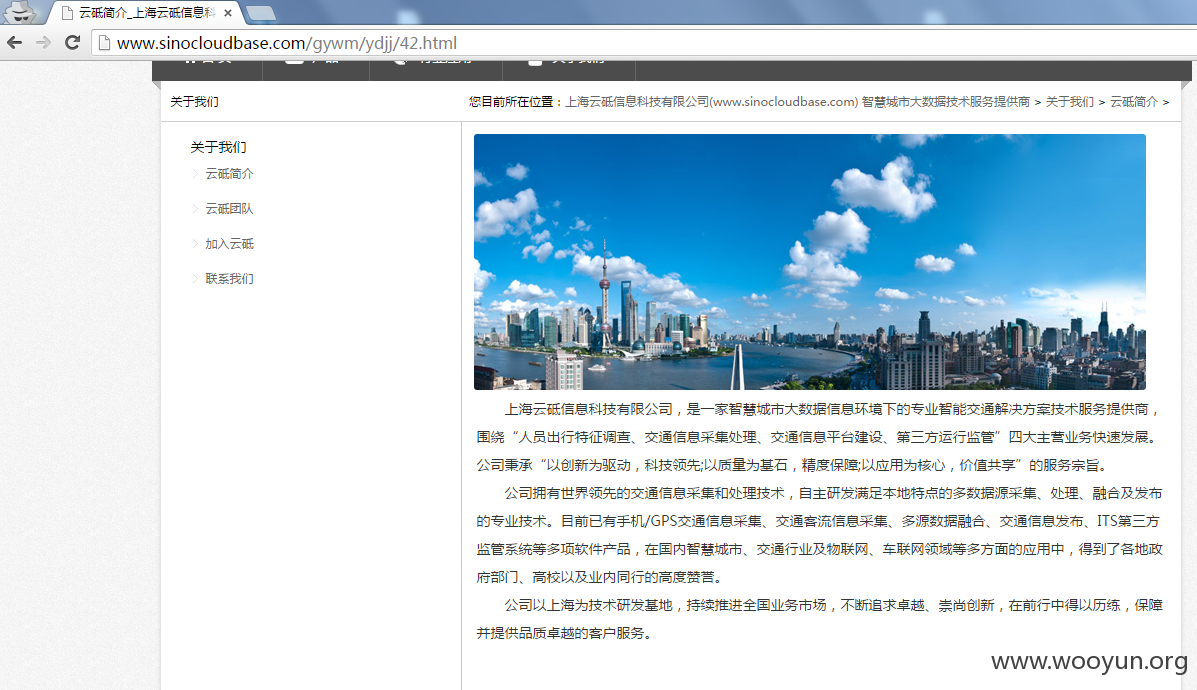 云砥简介_上海云砥信息科
www.sinocloudbase.com/gywm/ydjj/42.html
关于我们
您目前所在位置：上海云砥信息科技有限公司(www.sinocloudbase.com) 智慧城市大数据技术服务提供商 > 关于我们 > 云砥简介 >
关于我们
云砥简介
云砥团队
加入云砥
联系我们
上海云砥信息科技有限公司，是一家智慧城市大数据信息环境下的专业智能交通解决方案技术服务提供商，
围绕“人员出行特征调查、交通信息采集处理、交通信息平台建设、第三方运行监管”四大主营业务快速发展。
公司秉承“以创新为驱动，科技领先;以质量为基石，精度保障;以应用为核心，价值共享”的服务宗旨。
公司拥有世界领先的交通信息采集和处理技术，自主研发满足本地特点的多数据源采集、处理、融合及发布
的专业技术。目前已有手机/GPS交通信息采集、交通客流信息采集、多源数据融合、交通信息发布、ITS第三方
监管系统等多项软件产品，在国内智慧城市、交通行业及物联网、车联网领域等多方面的应用中，得到了各地政
府部门、高校以及业内同行的高度赞誉。
公司以上海为技术研发基地，持续推进全国业务市场，不断追求卓越、崇尚创新，在前行中得以历练，保障
并提供品质卓越的客户服务。
www.wooyun.org